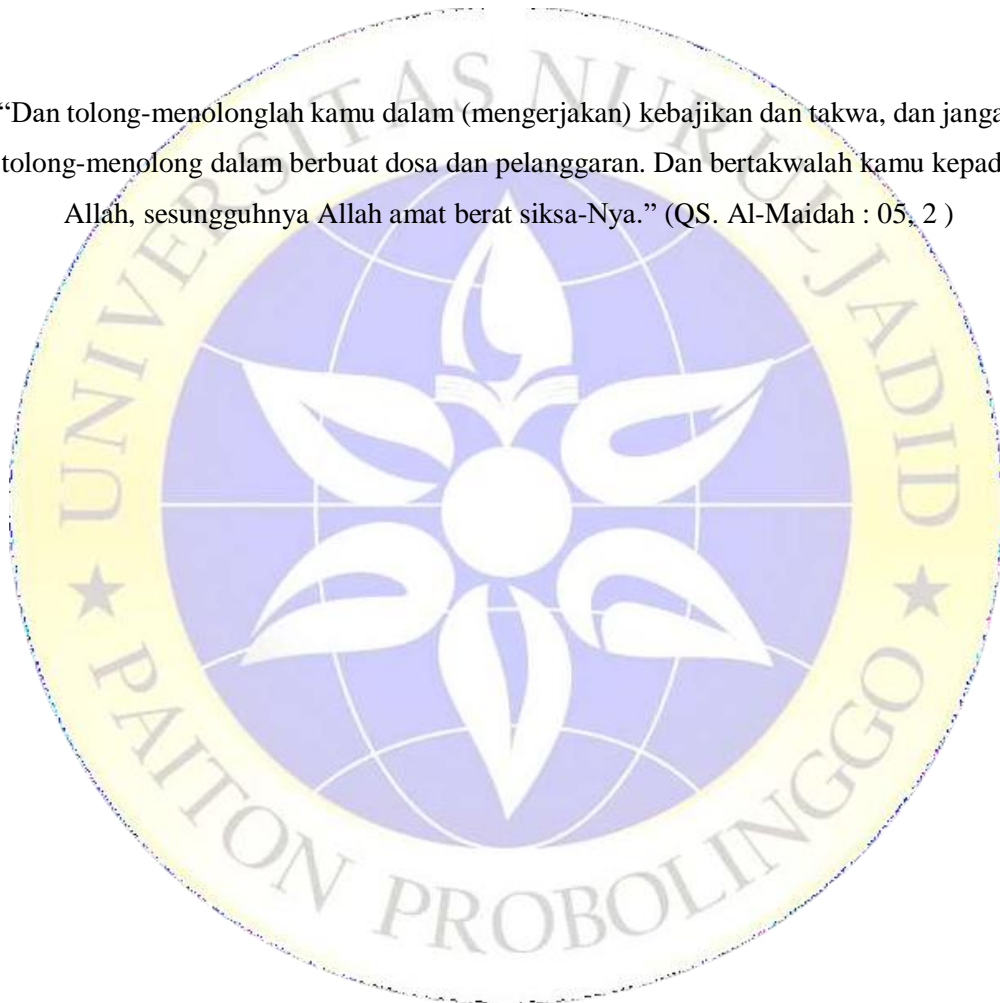 “Dan tolong-menolonglah kamu dalam (mengerjakan) kebajikan dan takwa, dan janga
tolong-menolong dalam berbuat dosa dan pelanggaran. Dan bertakwalah kamu kepad
Allah, sesungguhnya Allah amat berat siksa-Nya.” (QS. Al-Maidah : 05, 2 )
UNIVERSITAS NURUL JADID
★ PAITON PROBOLINGGO ★